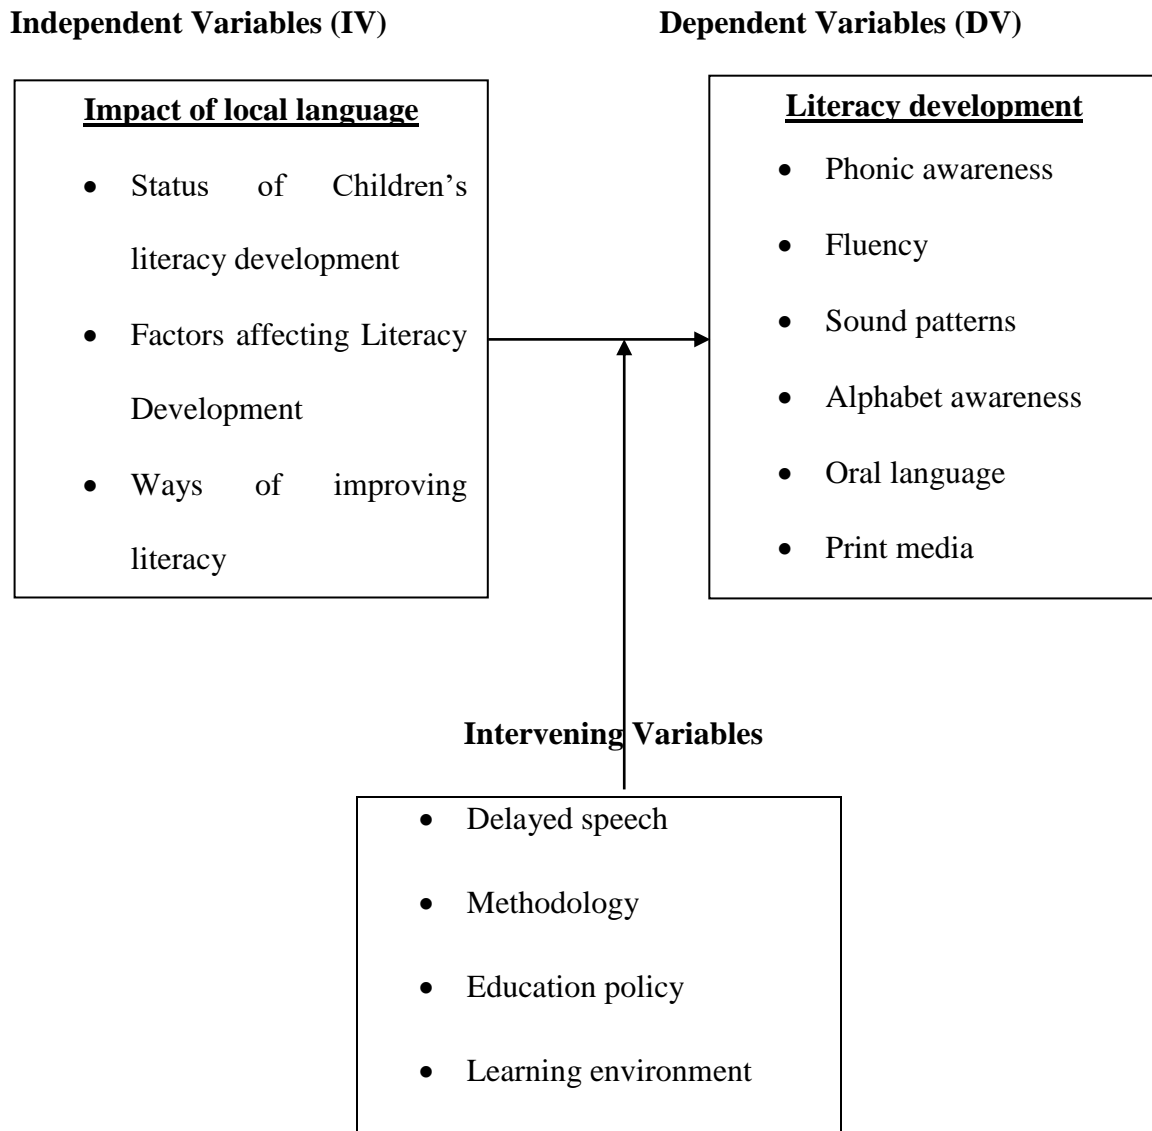 Independent Variables (IV)
Dependent Variables (DV)
Impact of local language
• Status of Children’s
literacy development
• Factors affecting Literacy
Development
• Ways of improving
literacy
Literacy development
• Phonic awareness
• Fluency
• Sound patterns
• Alphabet awareness
• Oral language
• Print media
Intervening Variables
• Delayed speech
• Methodology
• Education policy
• Learning environment